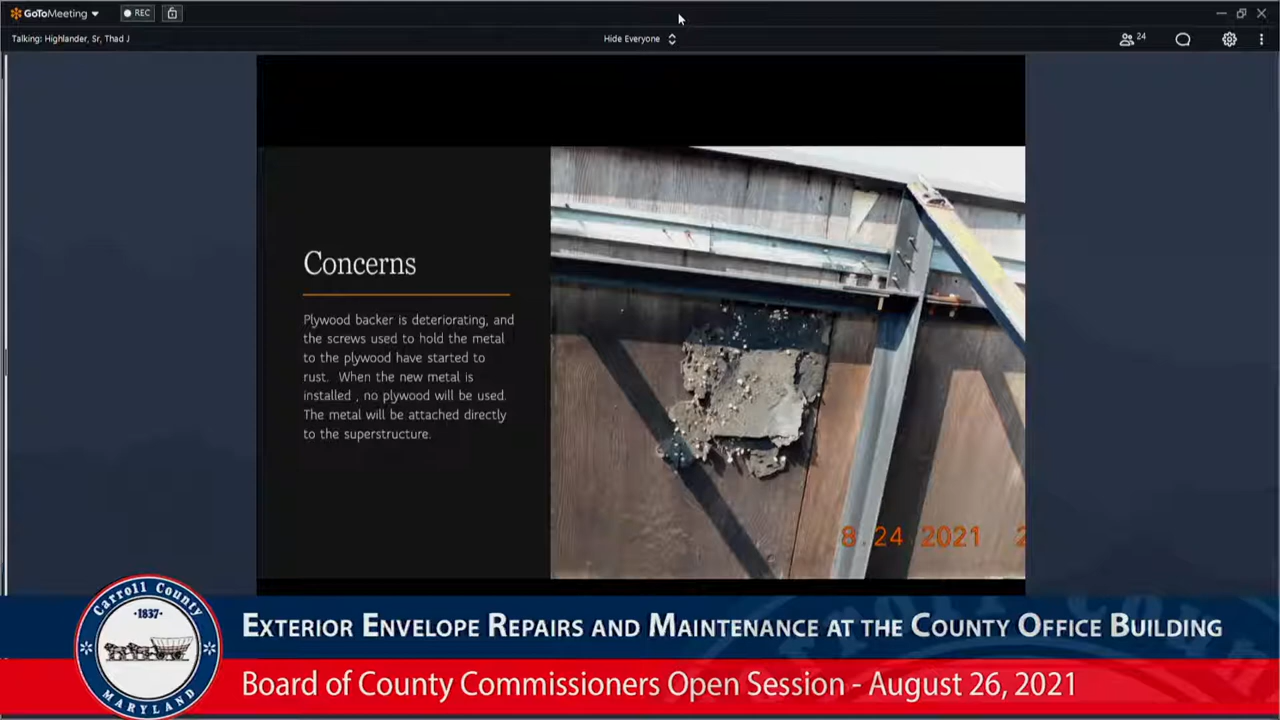 GoToMeeting
REC
Talking: Highlander, Sr, Thad J
Hide Everyone
24
Concerns
Plywood backer is deteriorating, and
the screws used to hold the metal
to the plywood have started to
rust. When the new metal is
installed , no plywood will be used.
The metal will be attached directly
to the superstructure.
8.24 2021 2
Carroll County
·1837·
MARYLAND
EXTERIOR ENVELOPE REPAIRS AND MAINTENANCE AT THE COUNTY OFFICE BUILDING
Board of County Commissioners Open Session - August 26, 2021